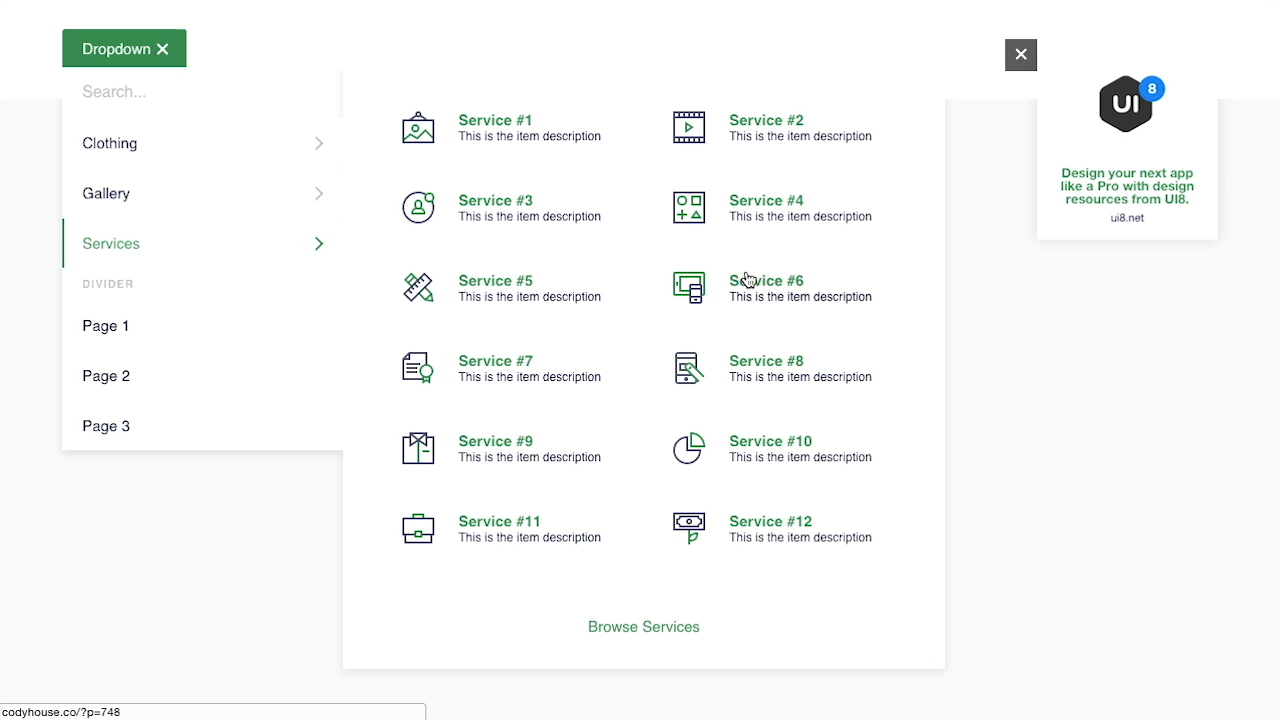 Dropdown
Search...
Clothing
Gallery
Services
DIVIDER
Page 1
Page 2
Page 3
Service #1
This is the item description
Service #2
This is the item description
Service #3
This is the item description
Service #4
This is the item description
Service #5
This is the item description
Service #6
This is the item description
Service #7
This is the item description
Service #8
This is the item description
Service #9
This is the item description
Service #10
This is the item description
Service #11
This is the item description
Service #12
This is the item description
Browse Services
UI
8
Design your next app
like a Pro with design
resources from UI8.
ui8.net
codyhouse.co/?p=748